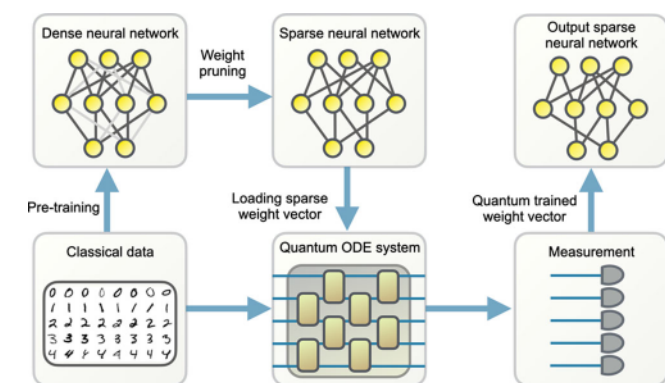 Dense neural network
Weight
pruning
Sparse neural network
Output sparse
neural network
Pre-training
Loading sparse
weight vector
Quantum trained
weight vector
Classical data
0 0 0 0 0 0 0 0
1 1 1 1 1 1 1 1
2 2 2 2 2 2 2 2
3 3 3 3 3 3 3 3
4 4 4 4 4 4 4 4
Quantum ODE system
Measurement